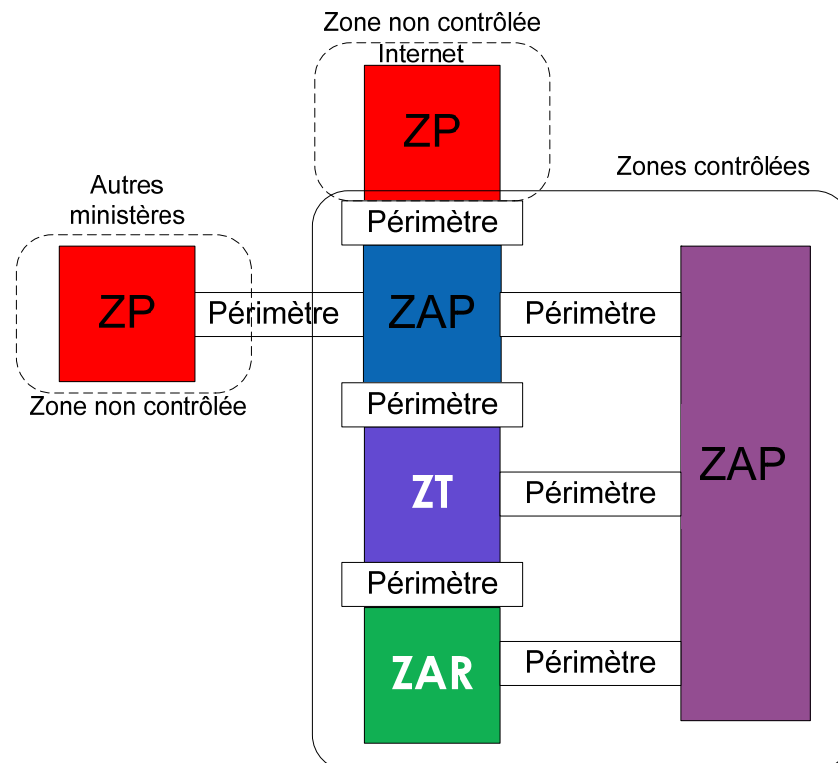 Zone non contrôlée
Internet
ZP
Zones contrôlées
Autres
ministères
Périmètre
ZP
Périmètre
ZAP
Périmètre
Zone non contrôlée
Périmètre
ZAP
ZT
Périmètre
Périmètre
ZAR
Périmètre